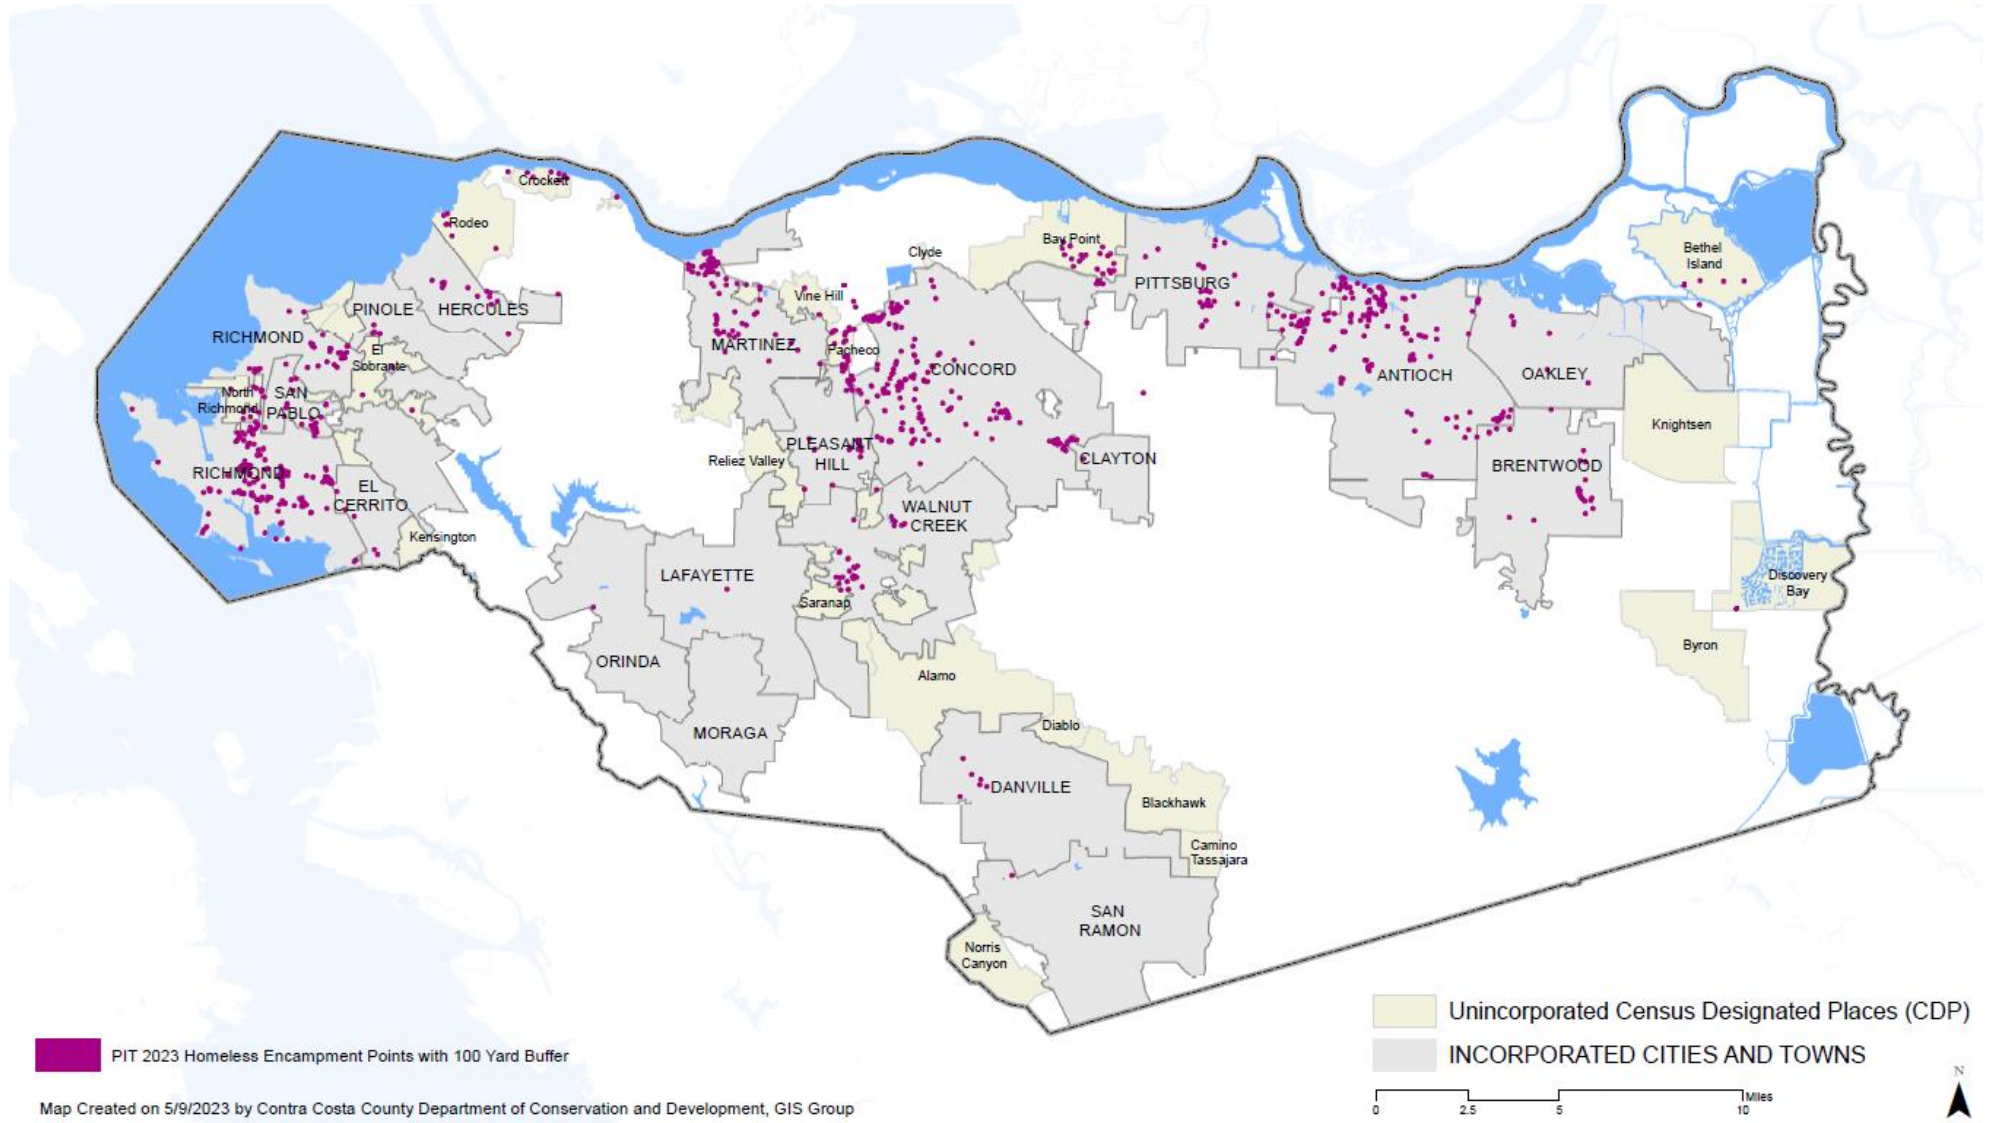 Crockett
Rodeo
Bay Point
Clyde
Bethel
Island
PITTSBURG
Vine Hill
PINOLE
HERCULES
RICHMOND
MARTINEZ
Pacheco
El
Sobrante
CONCORD
ANTIOCH
OAKLEY
North
Richmond
SAN
PABLO
Knightsen
PLEASANT
HILL
Reliez Valley
CLAYTON
BRENTWOOD
RICHMOND
EL
CERRITO
WALNUT
CREEK
Kensington
LAFAYETTE
Saranap
Discovery
Bay
ORINDA
Alamo
Byron
MORAGA
Diablo
DANVILLE
Blackhawk
Camino
Tassajara
SAN
RAMON
Norris
Canyon
Unincorporated Census Designated Places (CDP)
INCORPORATED CITIES AND TOWNS
PIT 2023 Homeless Encampment Points with 100 Yard Buffer
Map Created on 5/9/2023 by Contra Costa County Department of Conservation and Development, GIS Group
Miles
0 2.5 5 10
N